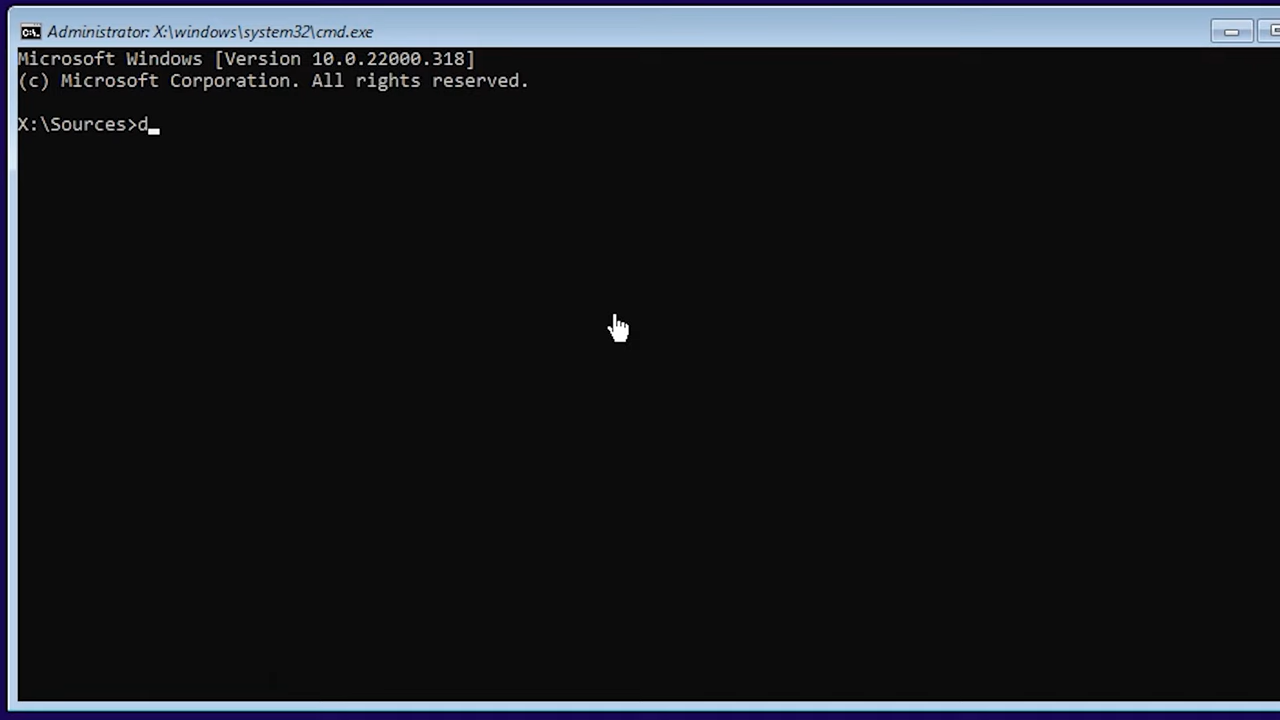 Administrator: X:\windows\system32\cmd.exe
Microsoft Windows [Version 10.0.22000.318]
(c) Microsoft Corporation. All rights reserved.
X:\Sources>d